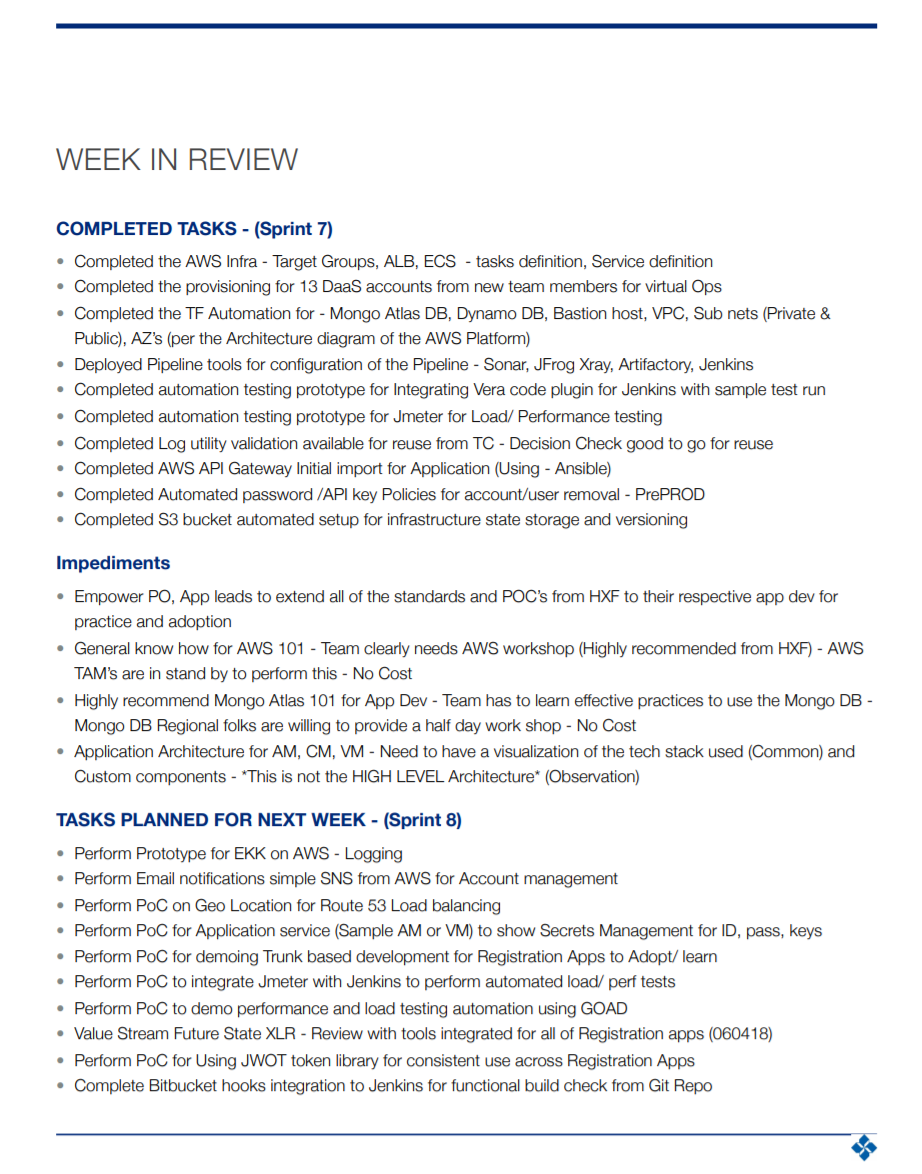 WEEK IN REVIEW
COMPLETED TASKS - (Sprint 7)
• Completed the AWS Infra - Target Groups, ALB, ECS - tasks definition, Service definition
• Completed the provisioning for 13 DaaS accounts from new team members for virtual Ops
• Completed the TF Automation for - Mongo Atlas DB, Dynamo DB, Bastion host, VPC, Sub nets (Private &
Public), AZ's (per the Architecture diagram of the AWS Platform)
• Deployed Pipeline tools for configuration of the Pipeline - Sonar, JFrog Xray, Artifactory, Jenkins
• Completed automation testing prototype for Integrating Vera code plugin for Jenkins with sample test run
• Completed automation testing prototype for Jmeter for Load/ Performance testing
• Completed Log utility validation available for reuse from TC - Decision Check good to go for reuse
• Completed AWS API Gateway Initial import for Application (Using - Ansible)
• Completed Automated password /API key Policies for account/user removal - PrePROD
• Completed S3 bucket automated setup for infrastructure state storage and versioning
Impediments
• Empower PO, App leads to extend all of the standards and POC's from HXF to their respective app dev for
practice and adoption
• General know how for AWS 101 - Team clearly needs AWS workshop (Highly recommended from HXF) - AWS
TAM's are in stand by to perform this - No Cost
• Highly recommend Mongo Atlas 101 for App Dev - Team has to learn effective practices to use the Mongo DB -
Mongo DB Regional folks are willing to provide a half day work shop - No Cost
• Application Architecture for AM, CM, VM - Need to have a visualization of the tech stack used (Common) and
Custom components - *This is not the HIGH LEVEL Architecture* (Observation)
TASKS PLANNED FOR NEXT WEEK - (Sprint 8)
• Perform Prototype for EKK on AWS - Logging
• Perform Email notifications simple SNS from AWS for Account management
• Perform PoC on Geo Location for Route 53 Load balancing
• Perform PoC for Application service (Sample AM or VM) to show Secrets Management for ID, pass, keys
• Perform PoC for demoing Trunk based development for Registration Apps to Adopt/ learn
• Perform PoC to integrate Jmeter with Jenkins to perform automated load/ perf tests
• Perform PoC to demo performance and load testing automation using GOAD
• Value Stream Future State XLR - Review with tools integrated for all of Registration apps (060418)
• Perform PoC for Using JWOT token library for consistent use across Registration Apps
• Complete Bitbucket hooks integration to Jenkins for functional build check from Git Repo